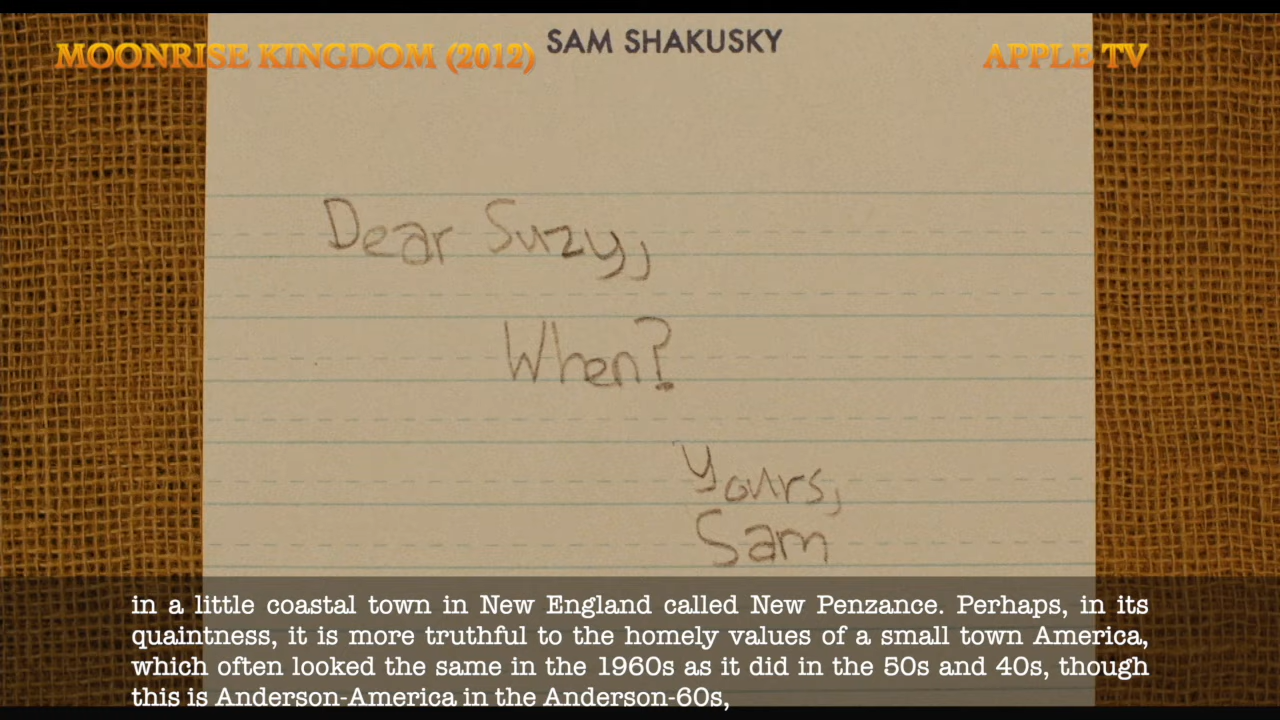 SAM SHAKUSKY
MOONRISE KINGDOM (2012)
APPLE TV
Dear Suzy,
When?
Yours,
Sam
in a little coastal town in New England called New Penzance. Perhaps, in its
quaintness, it is more truthful to the homely values of a small town America,
which often looked the same in the 1960s as it did in the 50s and 40s, though
this is Anderson-America in the Anderson-60s,